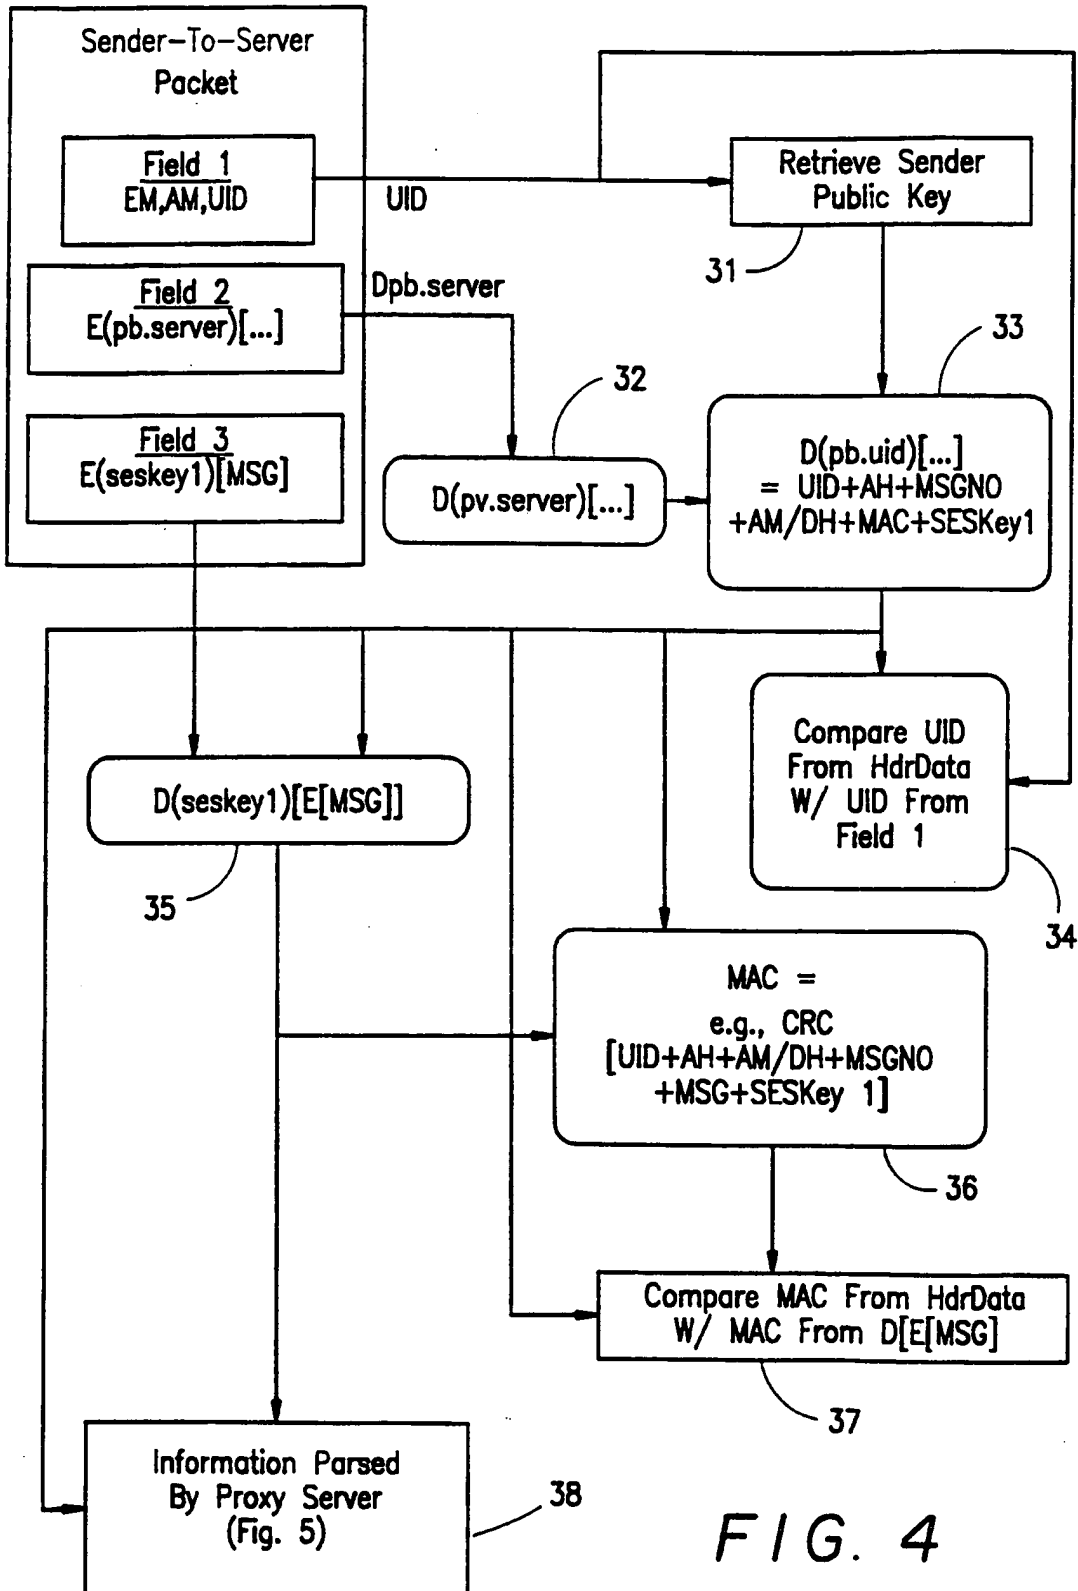 Sender-To-Server
Packet
Field 1
EM,AM,UID
UID
Retrieve Sender
Public Key
31
Field 2
E(pb.server)[...]
Dpb.server
33
32
Field 3
E(seskey1)[MSG]
D(pv.server)[...]
D(pb.uid)[...]
= UID+AH+MSGNO
+AM/DH+MAC+SESKey1
Compare UID
From HdrData
W/ UID From
Field 1
34
D(seskey1)[E[MSG]]
35
MAC =
e.g., CRC
[UID+AH+AM/DH+MSGNO
+MSG+SESKey 1]
36
Compare MAC From HdrData
W/ MAC From D[E[MSG]
37
Information Parsed
By Proxy Server
(Fig. 5)
38
FIG. 4